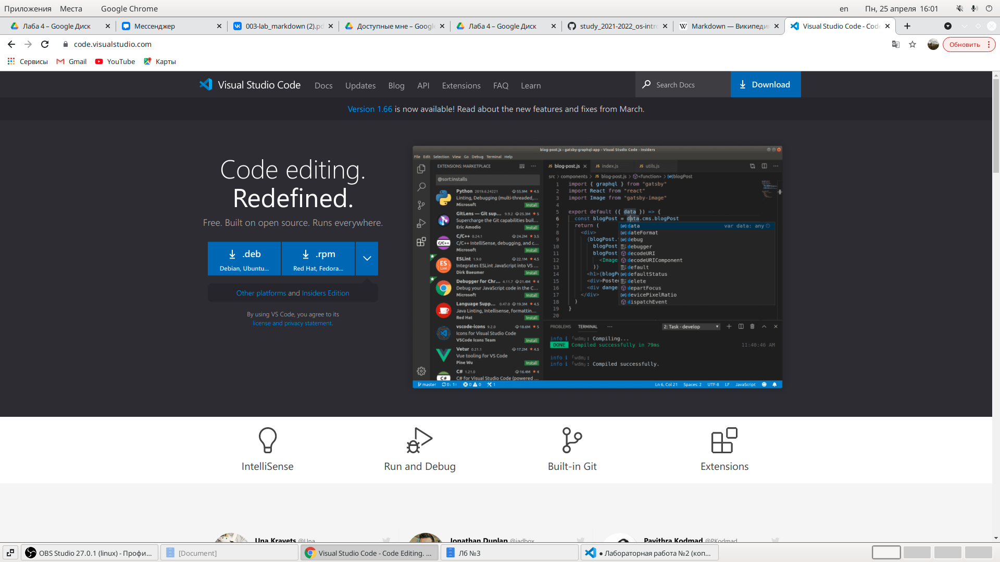 Приложения Места Google Chrome en Пн, 25 апреля 16:01
Лаба 4 – Google Диск Мессенджер 003-lab_markdown (2).pd Доступные мне – Google Лаба 4 – Google Диск study_2021-2022_os-intro Markdown — Википедия Visual Studio Code - Code
code.visualstudio.com Обновить
Сервисы Gmail YouTube Карты
Visual Studio Code Docs Updates Blog API Extensions FAQ Learn Search Docs Download
Version 1.66 is now available! Read about the new features and fixes from March.
Code editing.
Redefined.
Free. Built on open source. Runs everywhere.
.deb
Debian, Ubuntu...
.rpm
Red Hat, Fedora...
Other platforms and Insiders Edition
By using VS Code, you agree to its
license and privacy statement.
blog-post.js - gatsby-graphql-app - Visual Studio Code - Insiders
File Edit Selection View Go Debug Terminal Help
EXTENSIONS: MARKETPLACE
@sort:installs
Python 2019.6.24221 55.9M 4.5
Linting, Debugging (multi-threaded,...
Microsoft Install
GitLens — Git sup... 9.9.2 25.3M 5
Supercharge the Git capabilities buil...
Eric Amodio Install
C/C++ 0.24.1 24.2M 3.5
C/C++ IntelliSense, debugging, and c...
Microsoft Install
ESLint 1.9.0 22.1M 4.5
Integrates ESLint JavaScript into VS ...
Dirk Baeumer Install
Debugger for Chr... 4.11.7 21.4M 4
Debug your JavaScript code in the C...
Microsoft Install
Language Supp... 0.47.0 19.3M 4.5
Java Linting, Intellisense, formattin...
Red Hat Install
vscode-icons 9.2.0 18.6M 5
Icons for Visual Studio Code
VSCode Icons Team Install
Vetur 0.21.1 17.2M 4.5
Vue tooling for VS Code
Pine Wu Install
C# 1.21.0 16.4M 4
C# for Visual Studio Code (powered ...
JS blog-post.js JS index.js JS utils.js
src components JS blog-post.js <function> blogPost
1 import { graphql } from "gatsby"
2 import React from "react"
3 import Image from "gatsby-image"
4
5 export default ({ data }) => {
6 const blogPost = data.cms.blogPost
7 return (
8 <div>
9 {blogPost.
10 blogPost
11 blogPost
12 <Image
13 )}
14 <h1>{blogP
15 <div>Poste
16 <div dange
17 </div>
18 )
19 }
20
data var data: any
dateFormat
debug
debugger
decodeURI
decodeURIComponent
default
defaultStatus
delete
departFocus
devicePixelRatio
dispatchEvent
PROBLEMS TERMINAL ... 2: Task - develop
info i 「wdm」: Compiling...
DONE Compiled successfully in 79ms 11:40:46 AM
info i 「wdm」:
info i 「wdm」: Compiled successfully.
master 0↓ 1↑ 0 0 1 Ln 6, Col 21 Spaces: 2 UTF-8 LF JavaScript
IntelliSense Run and Debug Built-in Git Extensions
Una Kravets @Una Jonathan Dunlap @jadbox Pavithra Kodmad @PKodmad
OBS Studio 27.0.1 (linux) - Профи... [Document] Visual Studio Code - Code Editing. ... Лб №3 ● Лабораторная работа №2 (коп...